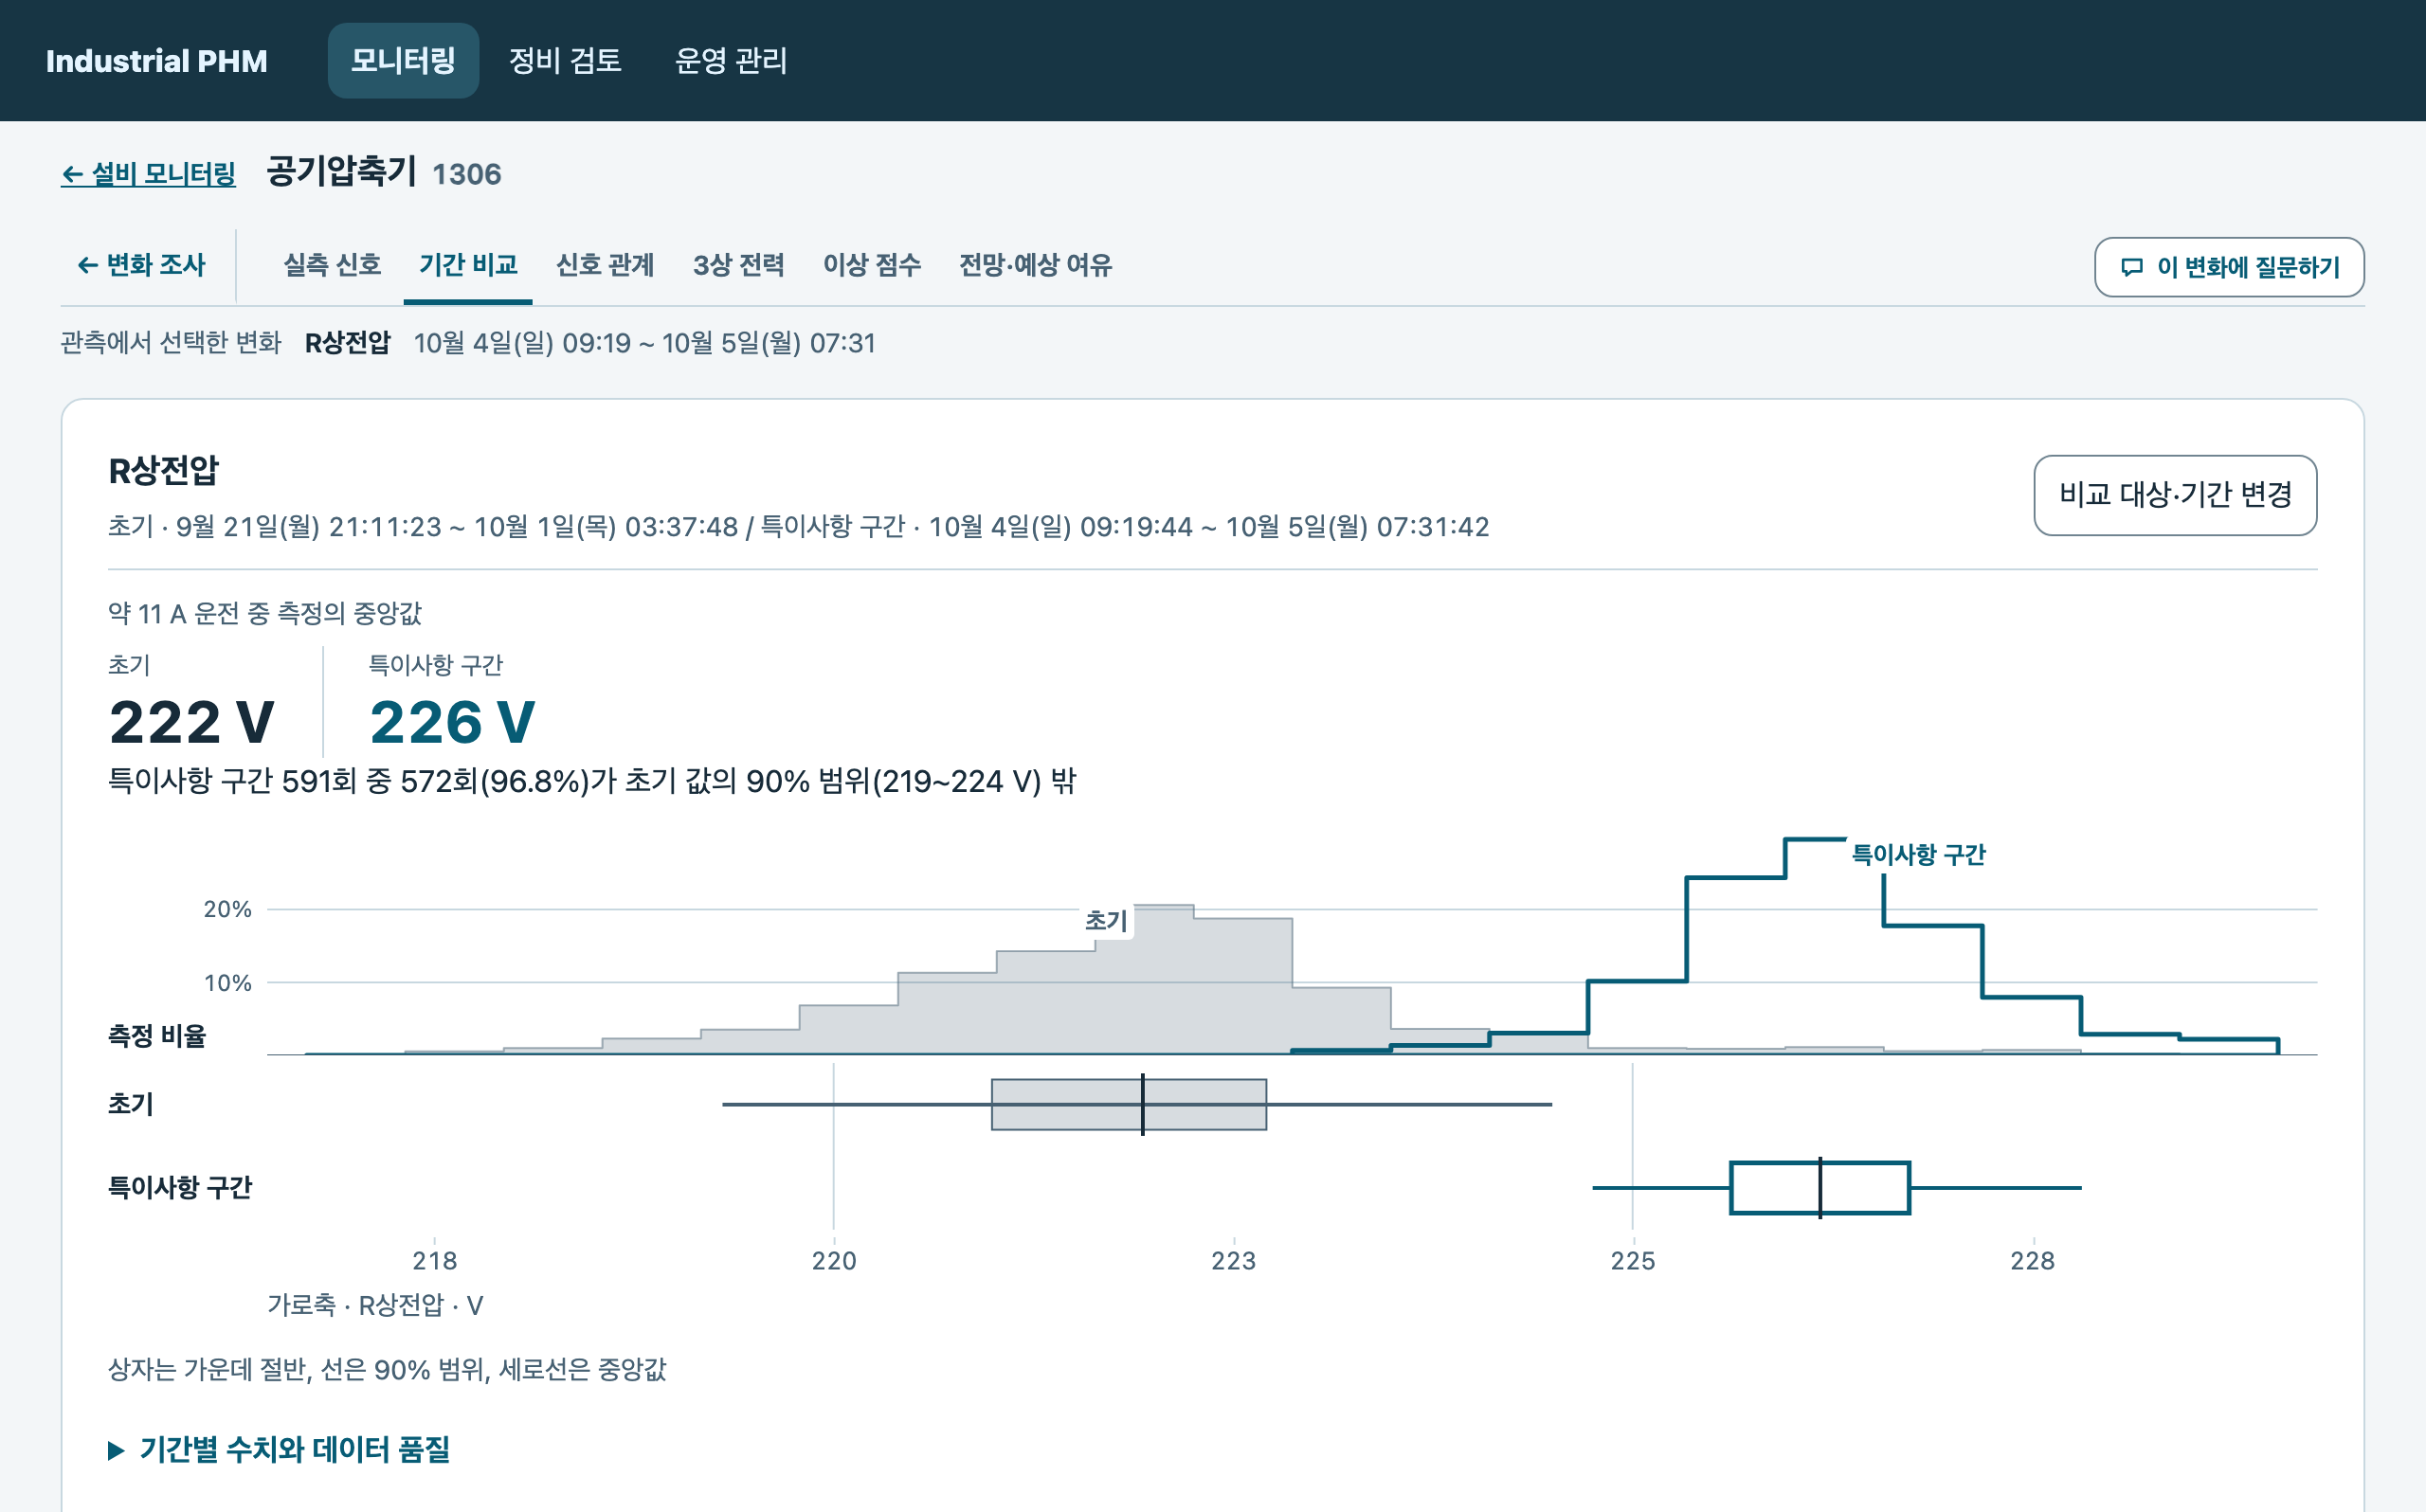 Industrial PHM 모니터링 정비 검토 운영 관리
← 설비 모니터링 공기압축기 1306
← 변화 조사 실측 신호 기간 비교 신호 관계 3상 전력 이상 점수 전망·예상 여유 이 변화에 질문하기
관측에서 선택한 변화 R상전압 10월 4일(일) 09:19 ~ 10월 5일(월) 07:31
R상전압
비교 대상·기간 변경
초기 · 9월 21일(월) 21:11:23 ~ 10월 1일(목) 03:37:48 / 특이사항 구간 · 10월 4일(일) 09:19:44 ~ 10월 5일(월) 07:31:42
약 11 A 운전 중 측정의 중앙값
초기 특이사항 구간
222 V 226 V
특이사항 구간 591회 중 572회(96.8%)가 초기 값의 90% 범위(219~224 V) 밖
특이사항 구간
20%
초기
10%
측정 비율
초기
특이사항 구간
218 220 223 225 228
가로축 · R상전압 · V
상자는 가운데 절반, 선은 90% 범위, 세로선은 중앙값
▶ 기간별 수치와 데이터 품질